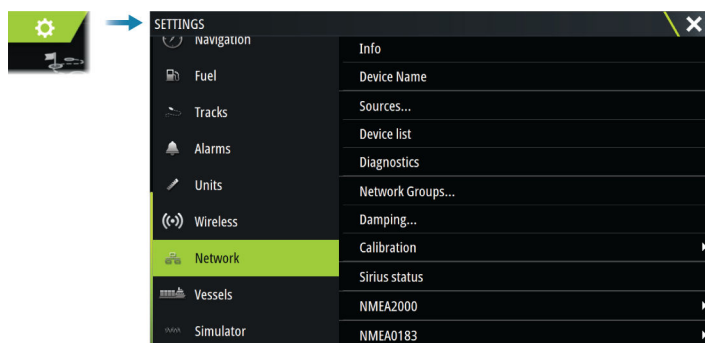 SETTINGS
Navigation
Fuel
Tracks
Alarms
Units
Wireless
Network
Vessels
Simulator
Info
Device Name
Sources...
Device list
Diagnostics
Network Groups...
Damping...
Calibration
Sirius status
NMEA2000
NMEA0183